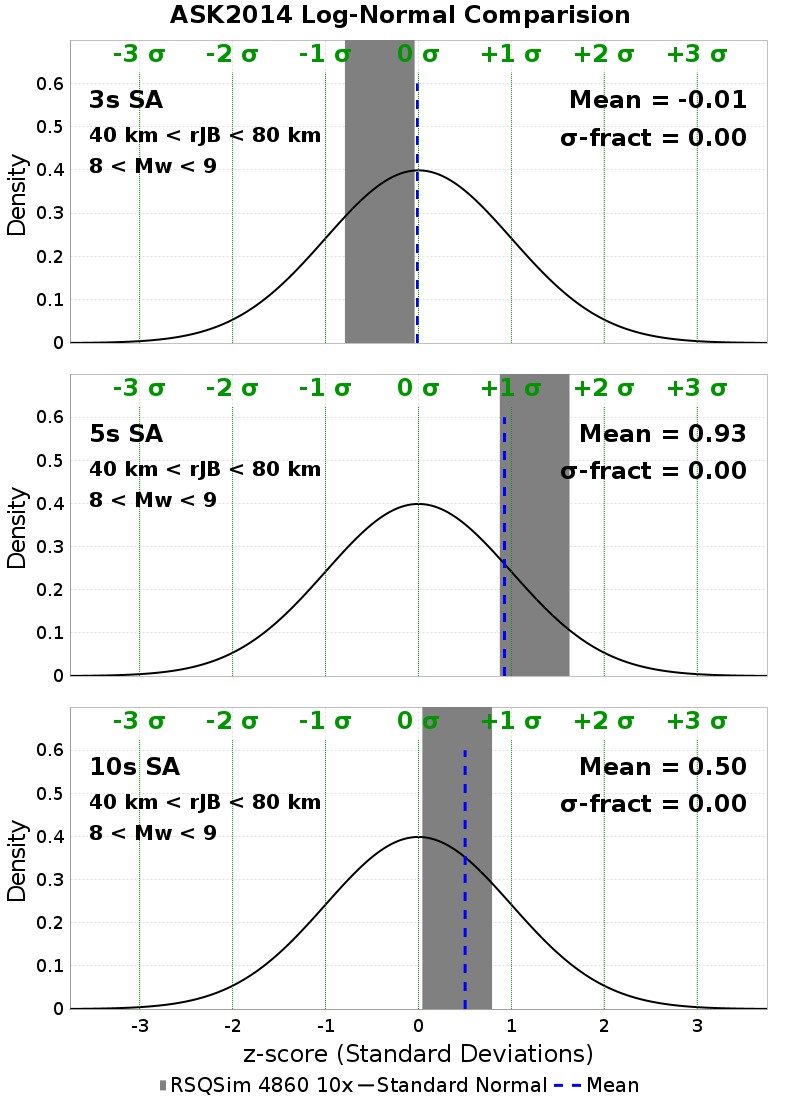 ASK2014 Log-Normal Comparision
-3 σ -2 σ -1 σ 0 σ +1 σ +2 σ +3 σ
3s SA
40 km < rJB < 80 km
8 < Mw < 9
Mean = -0.01
σ-fract = 0.00
Density
0.6
0.5
0.4
0.3
0.2
0.1
0
-3 σ -2 σ -1 σ 0 σ +1 σ +2 σ +3 σ
5s SA
40 km < rJB < 80 km
8 < Mw < 9
Mean = 0.93
σ-fract = 0.00
Density
0.6
0.5
0.4
0.3
0.2
0.1
0
-3 σ -2 σ -1 σ 0 σ +1 σ +2 σ +3 σ
10s SA
40 km < rJB < 80 km
8 < Mw < 9
Mean = 0.50
σ-fract = 0.00
Density
0.6
0.5
0.4
0.3
0.2
0.1
0
-3 -2 -1 0 1 2 3
z-score (Standard Deviations)
RSQSim 4860 10x Standard Normal Mean